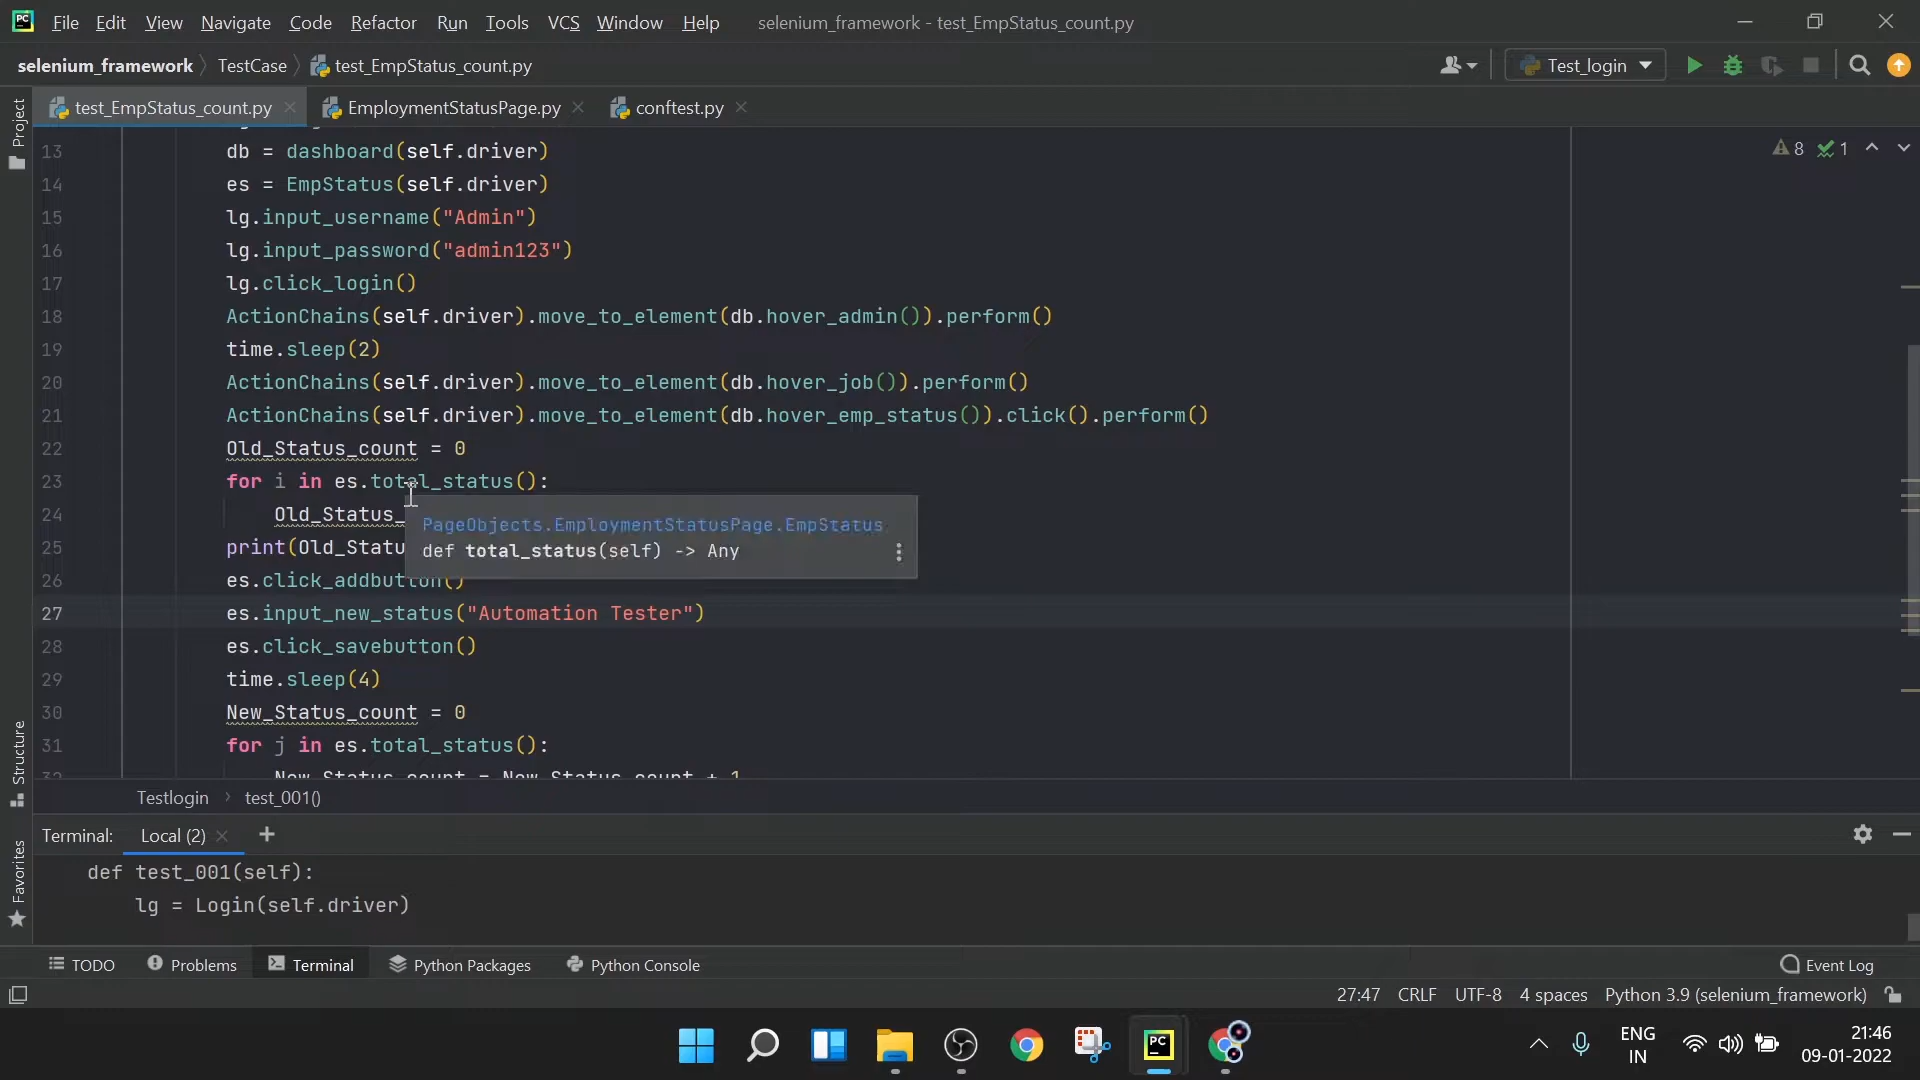 PC File Edit View Navigate Code Refactor Run Tools VCS Window Help selenium_framework - test_EmpStatus_count.py
selenium_framework TestCase test_EmpStatus_count.py Test_login
test_EmpStatus_count.py EmploymentStatusPage.py conftest.py
Project
13 db = dashboard(self.driver) 8 1
14 es = EmpStatus(self.driver)
15 lg.input_username("Admin")
16 lg.input_password("admin123")
17 lg.click_login()
18 ActionChains(self.driver).move_to_element(db.hover_admin()).perform()
19 time.sleep(2)
20 ActionChains(self.driver).move_to_element(db.hover_job()).perform()
21 ActionChains(self.driver).move_to_element(db.hover_emp_status()).click().perform()
22 Old_Status_count = 0
23 for i in es.total_status():
24 Old_Status_
PageObjects.EmploymentStatusPage.EmpStatus
def total_status(self) -> Any
25 print(Old_Statu
26 es.click_addbutton()
27 es.input_new_status("Automation Tester")
28 es.click_savebutton()
29 time.sleep(4)
30 New_Status_count = 0
31 for j in es.total_status():
32 New_Status_count = New_Status_count + 1
Structure
Favorites
Testlogin test_001()
Terminal: Local (2)
def test_001(self):
lg = Login(self.driver)
TODO Problems Terminal Python Packages Python Console Event Log
27:47 CRLF UTF-8 4 spaces Python 3.9 (selenium_framework)
PC
ENG
IN
21:46
09-01-2022